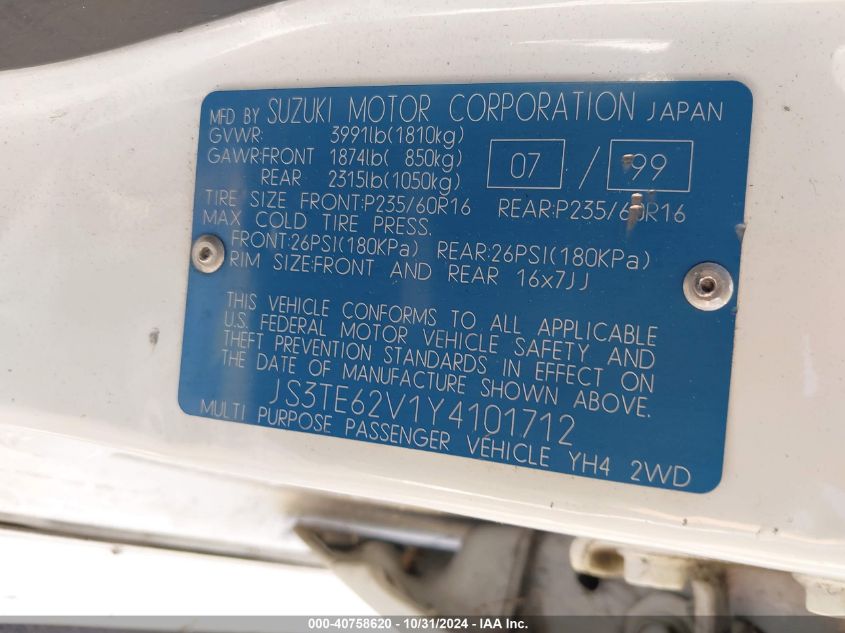 MFD BY SUZUKI MOTOR CORPORATION JAPAN
GVWR: 3991lb(1810kg)
GAWR:FRONT 1874lb( 850kg) 07 / 99
REAR 2315lb(1050kg)
TIRE SIZE FRONT:P235/60R16 REAR:P235/60R16
MAX COLD TIRE PRESS.
FRONT:26PSI(180KPa) REAR:26PSI(180KPa)
RIM SIZE:FRONT AND REAR 16x7JJ
THIS VEHICLE CONFORMS TO ALL APPLICABLE
U.S. FEDERAL MOTOR VEHICLE SAFETY AND
THEFT PREVENTION STANDARDS IN EFFECT ON
THE DATE OF MANUFACTURE SHOWN ABOVE.
JS3TE62V1Y4101712
MULTI PURPOSE PASSENGER VEHICLE YH4 2WD
000-40758620 - 10/31/2024 - IAA Inc.